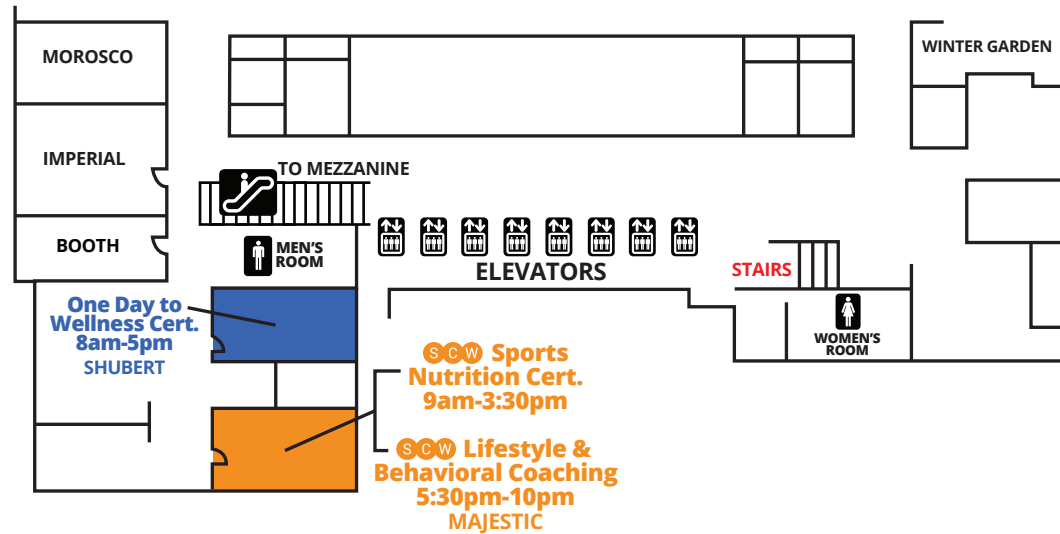 MOROSCO
WINTER GARDEN
IMPERIAL
TO MEZZANINE
BOOTH
MEN'S
ROOM
ELEVATORS
STAIRS
One Day to
Wellness Cert.
8am-5pm
SHUBERT
WOMEN'S
ROOM
SCW Sports
Nutrition Cert.
9am-3:30pm
SCW Lifestyle &
Behavioral Coaching
5:30pm-10pm
MAJESTIC